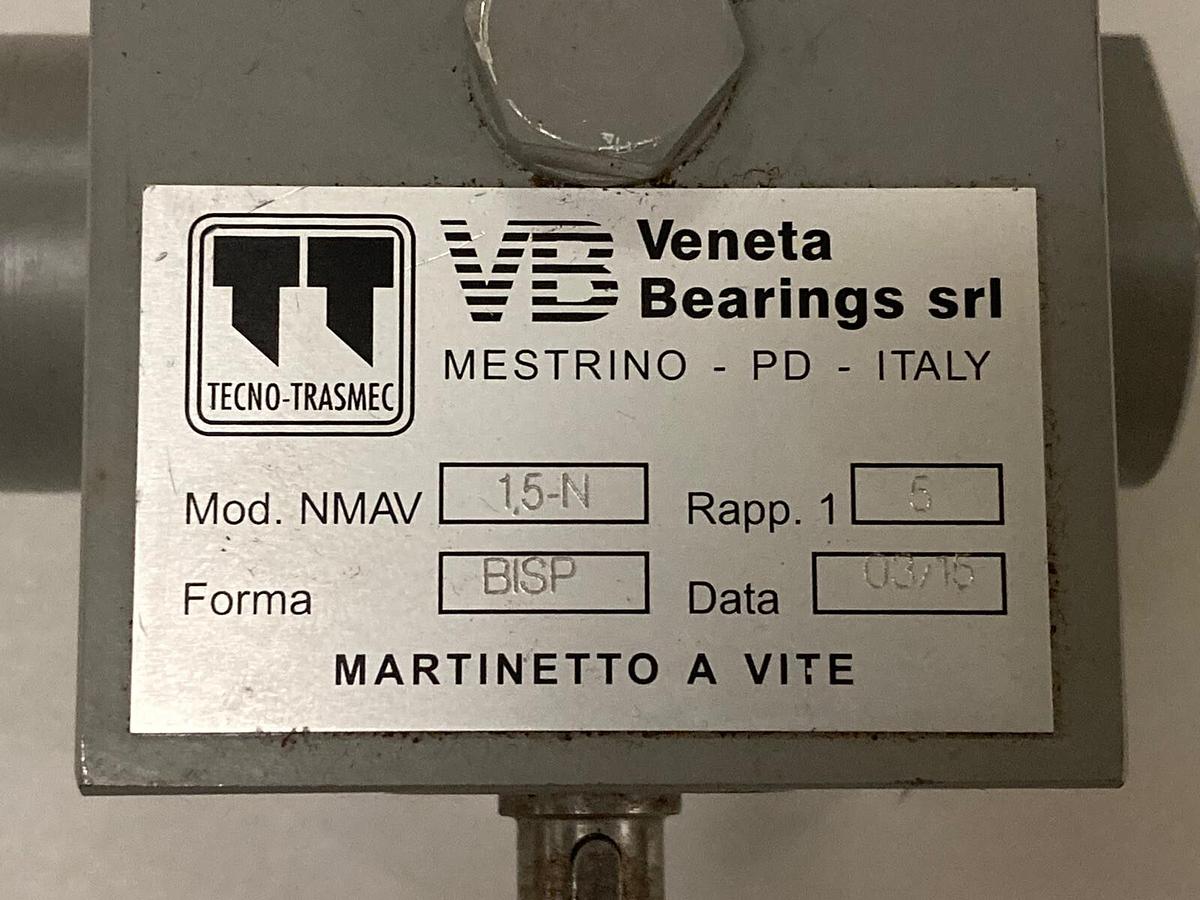 TT
TECNO-TRASMEC
VB Veneta
Bearings srl
MESTRINO - PD - ITALY
Mod. NMAV 1,5-N Rapp. 1 5
Forma BISP Data 03/15
MARTINETTO A VITE